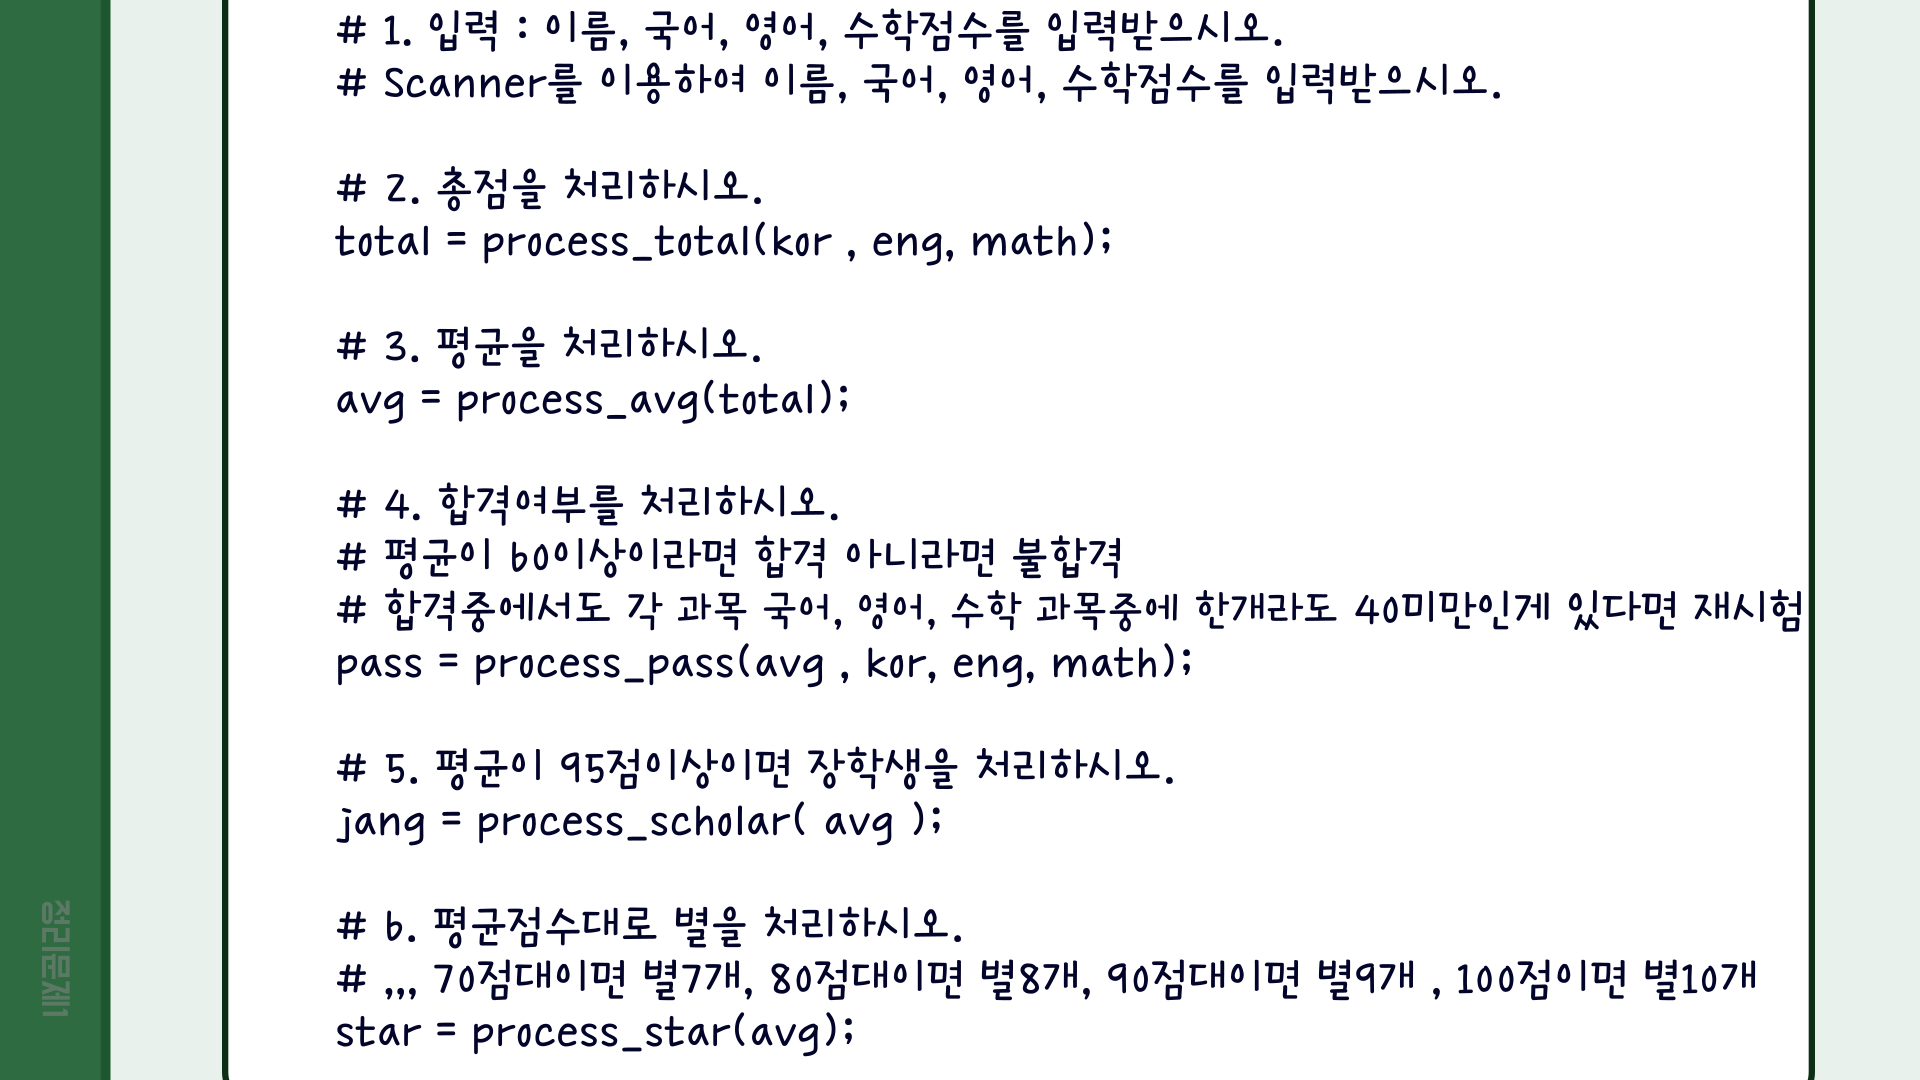 # 1. 입력 : 이름, 국어, 영어, 수학점수를 입력받으시오.
# Scanner를 이용하여 이름, 국어, 영어, 수학점수를 입력받으시오.
# 2. 총점을 처리하시오.
total = process_total(kor , eng, math);
# 3. 평균을 처리하시오.
avg = process_avg(total);
# 4. 합격여부를 처리하시오.
# 평균이 60이상이라면 합격 아니라면 불합격
# 합격중에서도 각 과목 국어, 영어, 수학 과목중에 한개라도 40미만인게 있다면 재시험
pass = process_pass(avg , kor, eng, math);
# 5. 평균이 95점이상이면 장학생을 처리하시오.
jang = process_scholar( avg );
# 6. 평균점수대로 별을 처리하시오.
# ,,, 70점대이면 별7개, 80점대이면 별8개, 90점대이면 별9개 , 100점이면 별10개
star = process_star(avg);
정리문제1